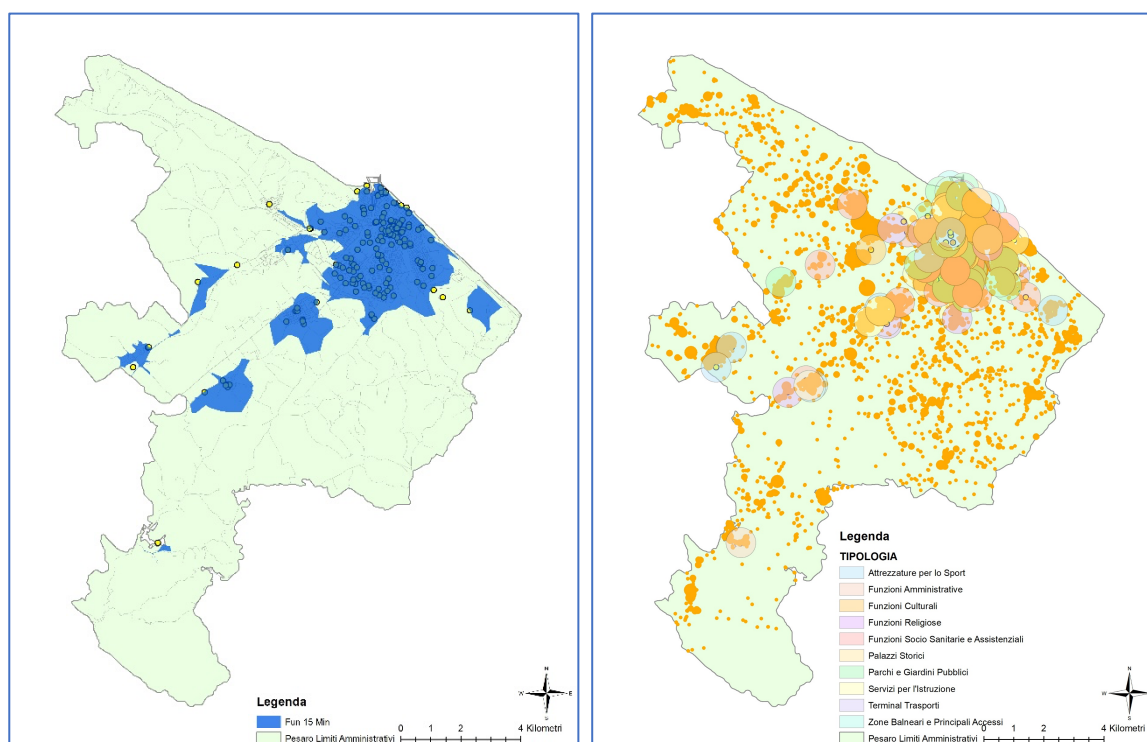 Legenda
Fun 15 Min
Pesaro Limiti Amministrativi
N
W E
S
0 1 2 4 Kilometri
Legenda
TIPOLOGIA
Attrezzature per lo Sport
Funzioni Amministrative
Funzioni Culturali
Funzioni Religiose
Funzioni Socio Sanitarie e Assistenziali
Palazzi Storici
Parchi e Giardini Pubblici
Servizi per l'Istruzione
Terminal Trasporti
Zone Balneari e Principali Accessi
Pesaro Limiti Amministrativi
N
W E
S
0 1 2 4 Kilometri